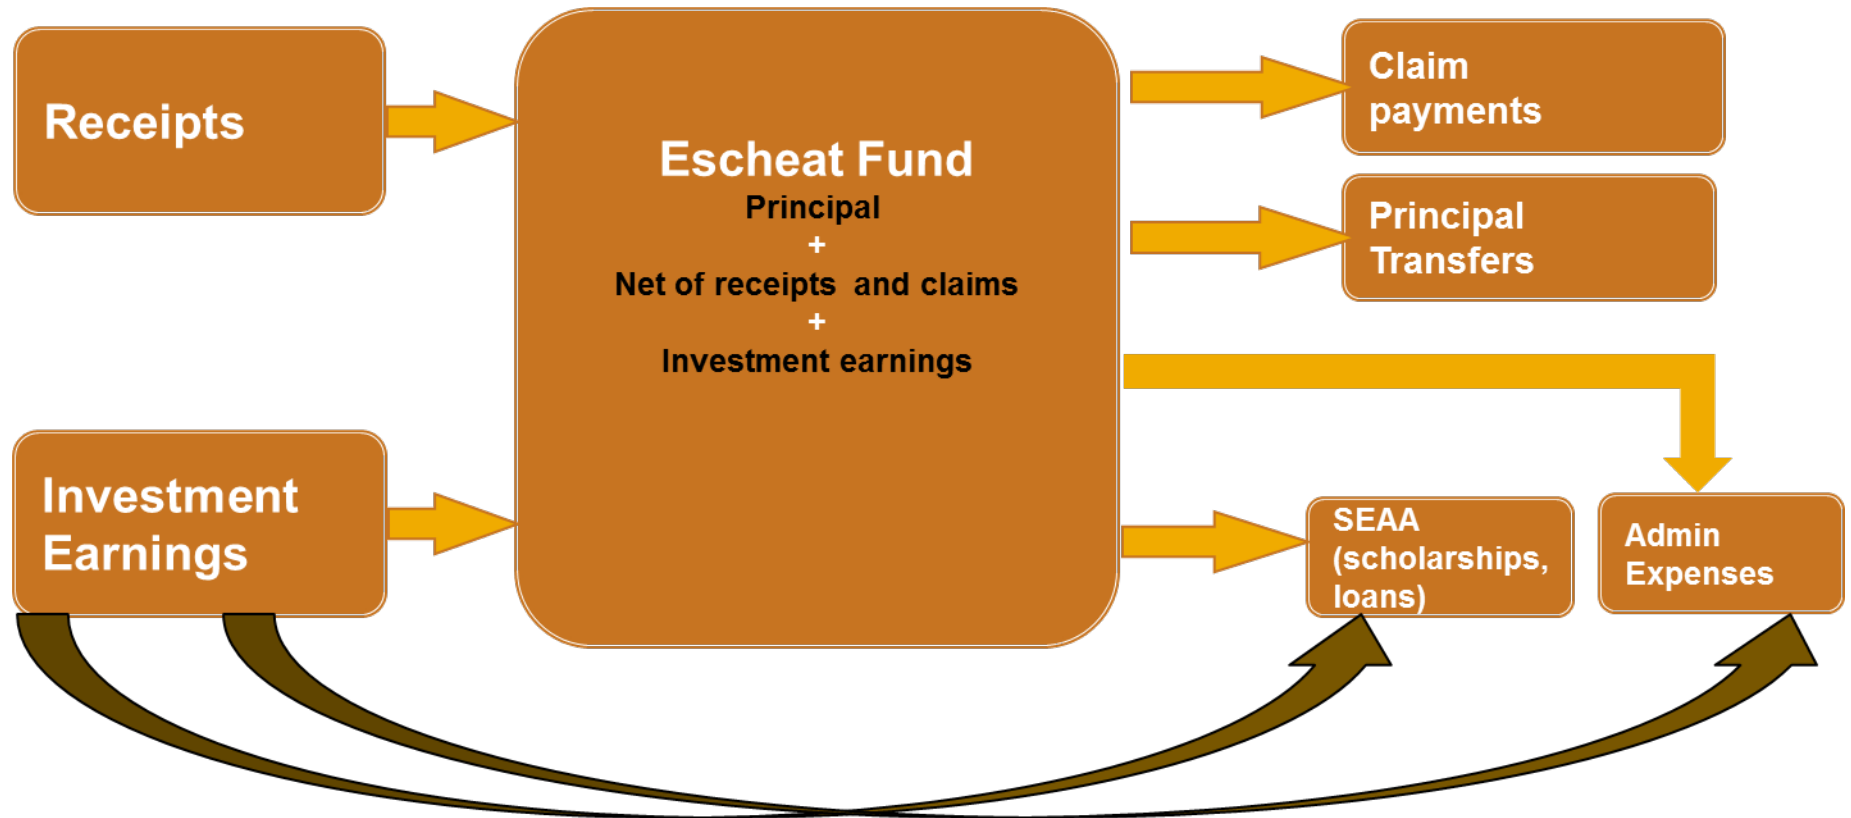 Receipts
Escheat Fund
Principal
+
Net of receipts and claims
+
Investment earnings
Claim
payments
Principal
Transfers
Investment
Earnings
SEAA
(scholarships,
loans)
Admin
Expenses